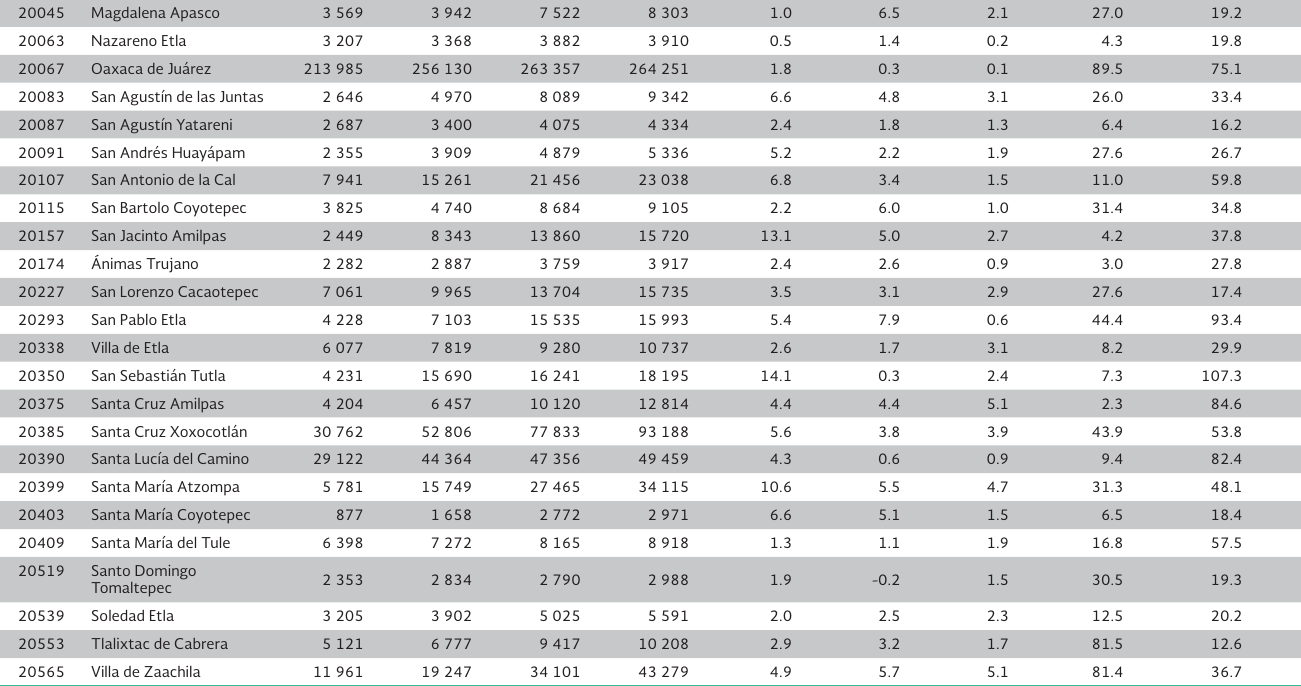 20045 Magdalena Apasco 3 569 3 942 7 522 8 303 1.0 6.5 2.1 27.0 19.2
20063 Nazareno Etla 3 207 3 368 3 882 3 910 0.5 1.4 0.2 4.3 19.8
20067 Oaxaca de Juárez 213 985 256 130 263 357 264 251 1.8 0.3 0.1 89.5 75.1
20083 San Agustín de las Juntas 2 646 4 970 8 089 9 342 6.6 4.8 3.1 26.0 33.4
20087 San Agustín Yatareni 2 687 3 400 4 075 4 334 2.4 1.8 1.3 6.4 16.2
20091 San Andrés Huayápam 2 355 3 909 4 879 5 336 5.2 2.2 1.9 27.6 26.7
20107 San Antonio de la Cal 7 941 15 261 21 456 23 038 6.8 3.4 1.5 11.0 59.8
20115 San Bartolo Coyotepec 3 825 4 740 8 684 9 105 2.2 6.0 1.0 31.4 34.8
20157 San Jacinto Amilpas 2 449 8 343 13 860 15 720 13.1 5.0 2.7 4.2 37.8
20174 Ánimas Trujano 2 282 2 887 3 759 3 917 2.4 2.6 0.9 3.0 27.8
20227 San Lorenzo Cacaotepec 7 061 9 965 13 704 15 735 3.5 3.1 2.9 27.6 17.4
20293 San Pablo Etla 4 228 7 103 15 535 15 993 5.4 7.9 0.6 44.4 93.4
20338 Villa de Etla 6 077 7 819 9 280 10 737 2.6 1.7 3.1 8.2 29.9
20350 San Sebastián Tutla 4 231 15 690 16 241 18 195 14.1 0.3 2.4 7.3 107.3
20375 Santa Cruz Amilpas 4 204 6 457 10 120 12 814 4.4 4.4 5.1 2.3 84.6
20385 Santa Cruz Xoxocotlán 30 762 52 806 77 833 93 188 5.6 3.8 3.9 43.9 53.8
20390 Santa Lucía del Camino 29 122 44 364 47 356 49 459 4.3 0.6 0.9 9.4 82.4
20399 Santa María Atzompa 5 781 15 749 27 465 34 115 10.6 5.5 4.7 31.3 48.1
20403 Santa María Coyotepec 877 1 658 2 772 2 971 6.6 5.1 1.5 6.5 18.4
20409 Santa María del Tule 6 398 7 272 8 165 8 918 1.3 1.1 1.9 16.8 57.5
20519 Santo Domingo
Tomaltepec 2 353 2 834 2 790 2 988 1.9 -0.2 1.5 30.5 19.3
20539 Soledad Etla 3 205 3 902 5 025 5 591 2.0 2.5 2.3 12.5 20.2
20553 Tlalixtac de Cabrera 5 121 6 777 9 417 10 208 2.9 3.2 1.7 81.5 12.6
20565 Villa de Zaachila 11 961 19 247 34 101 43 279 4.9 5.7 5.1 81.4 36.7